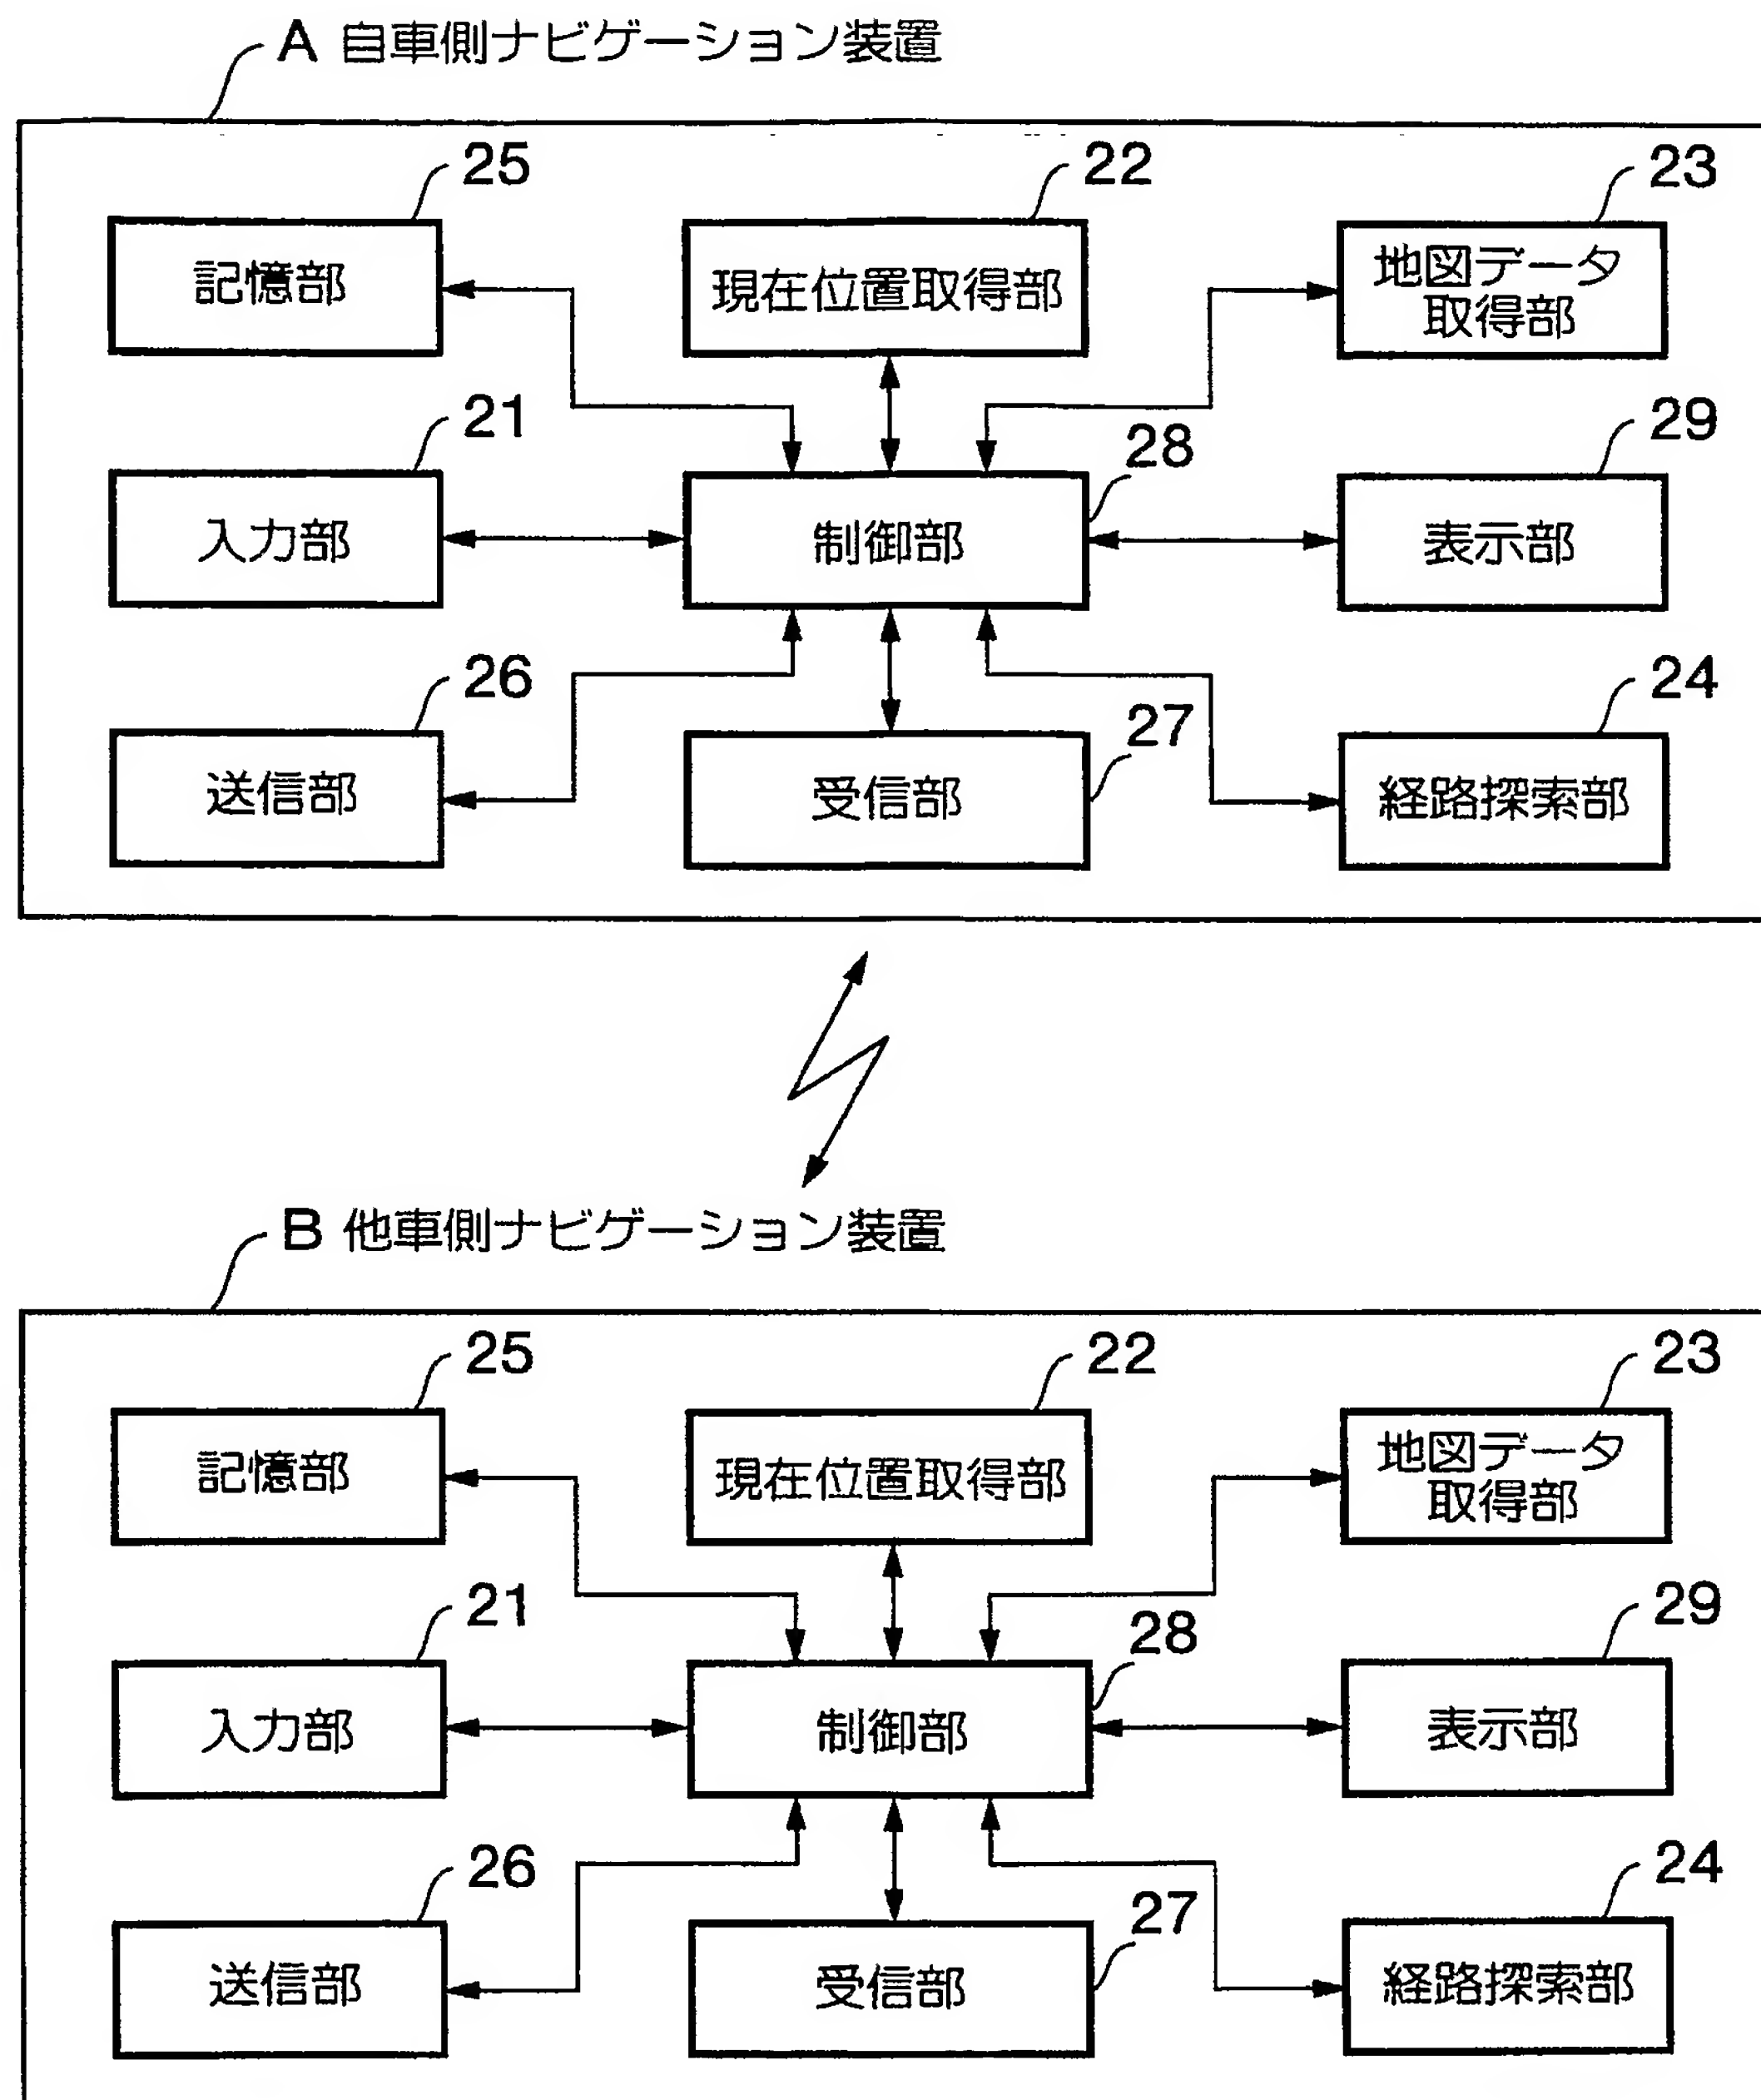 A 自車側ナビゲーション装置
25
22
23
記憶部
現在位置取得部
地図データ
取得部
21
28
29
入力部
制御部
表示部
26
27
24
送信部
受信部
経路探索部
B 他車側ナビゲーション装置
25
22
23
記憶部
現在位置取得部
地図データ
取得部
21
28
29
入力部
制御部
表示部
26
27
24
送信部
受信部
経路探索部